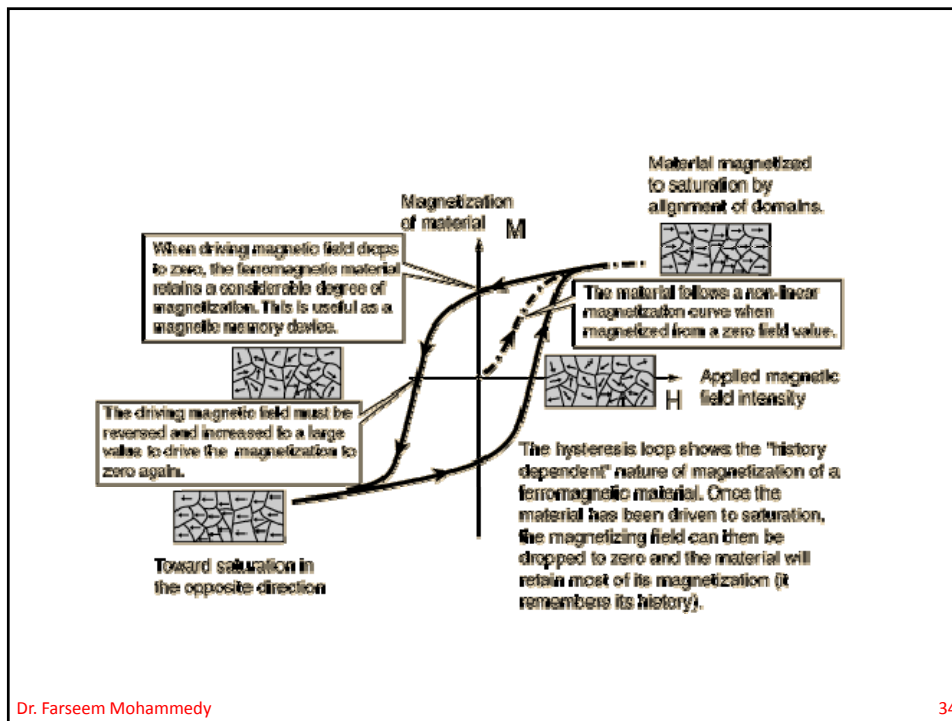 Material magnetized
to saturation by
alignment of domains.
Magnetization
of material M
When driving magnetic field drops
to zero, the ferromagnetic material
retains a considerable degree of
magnetization. This is useful as a
magnetic memory device.
The material follows a non-linear
magnetization curve when
magnetized from a zero field value.
Applied magnetic
H field intensity
The driving magnetic field must be
reversed and increased to a large
value to drive the magnetization to
zero again.
The hysteresis loop shows the "history
dependent" nature of magnetization of a
ferromagnetic material. Once the
material has been driven to saturation,
the magnetizing field can then be
dropped to zero and the material will
retain most of its magnetization (it
remembers its history).
Toward saturation in
the opposite direction
Dr. Farseem Mohammedy
34